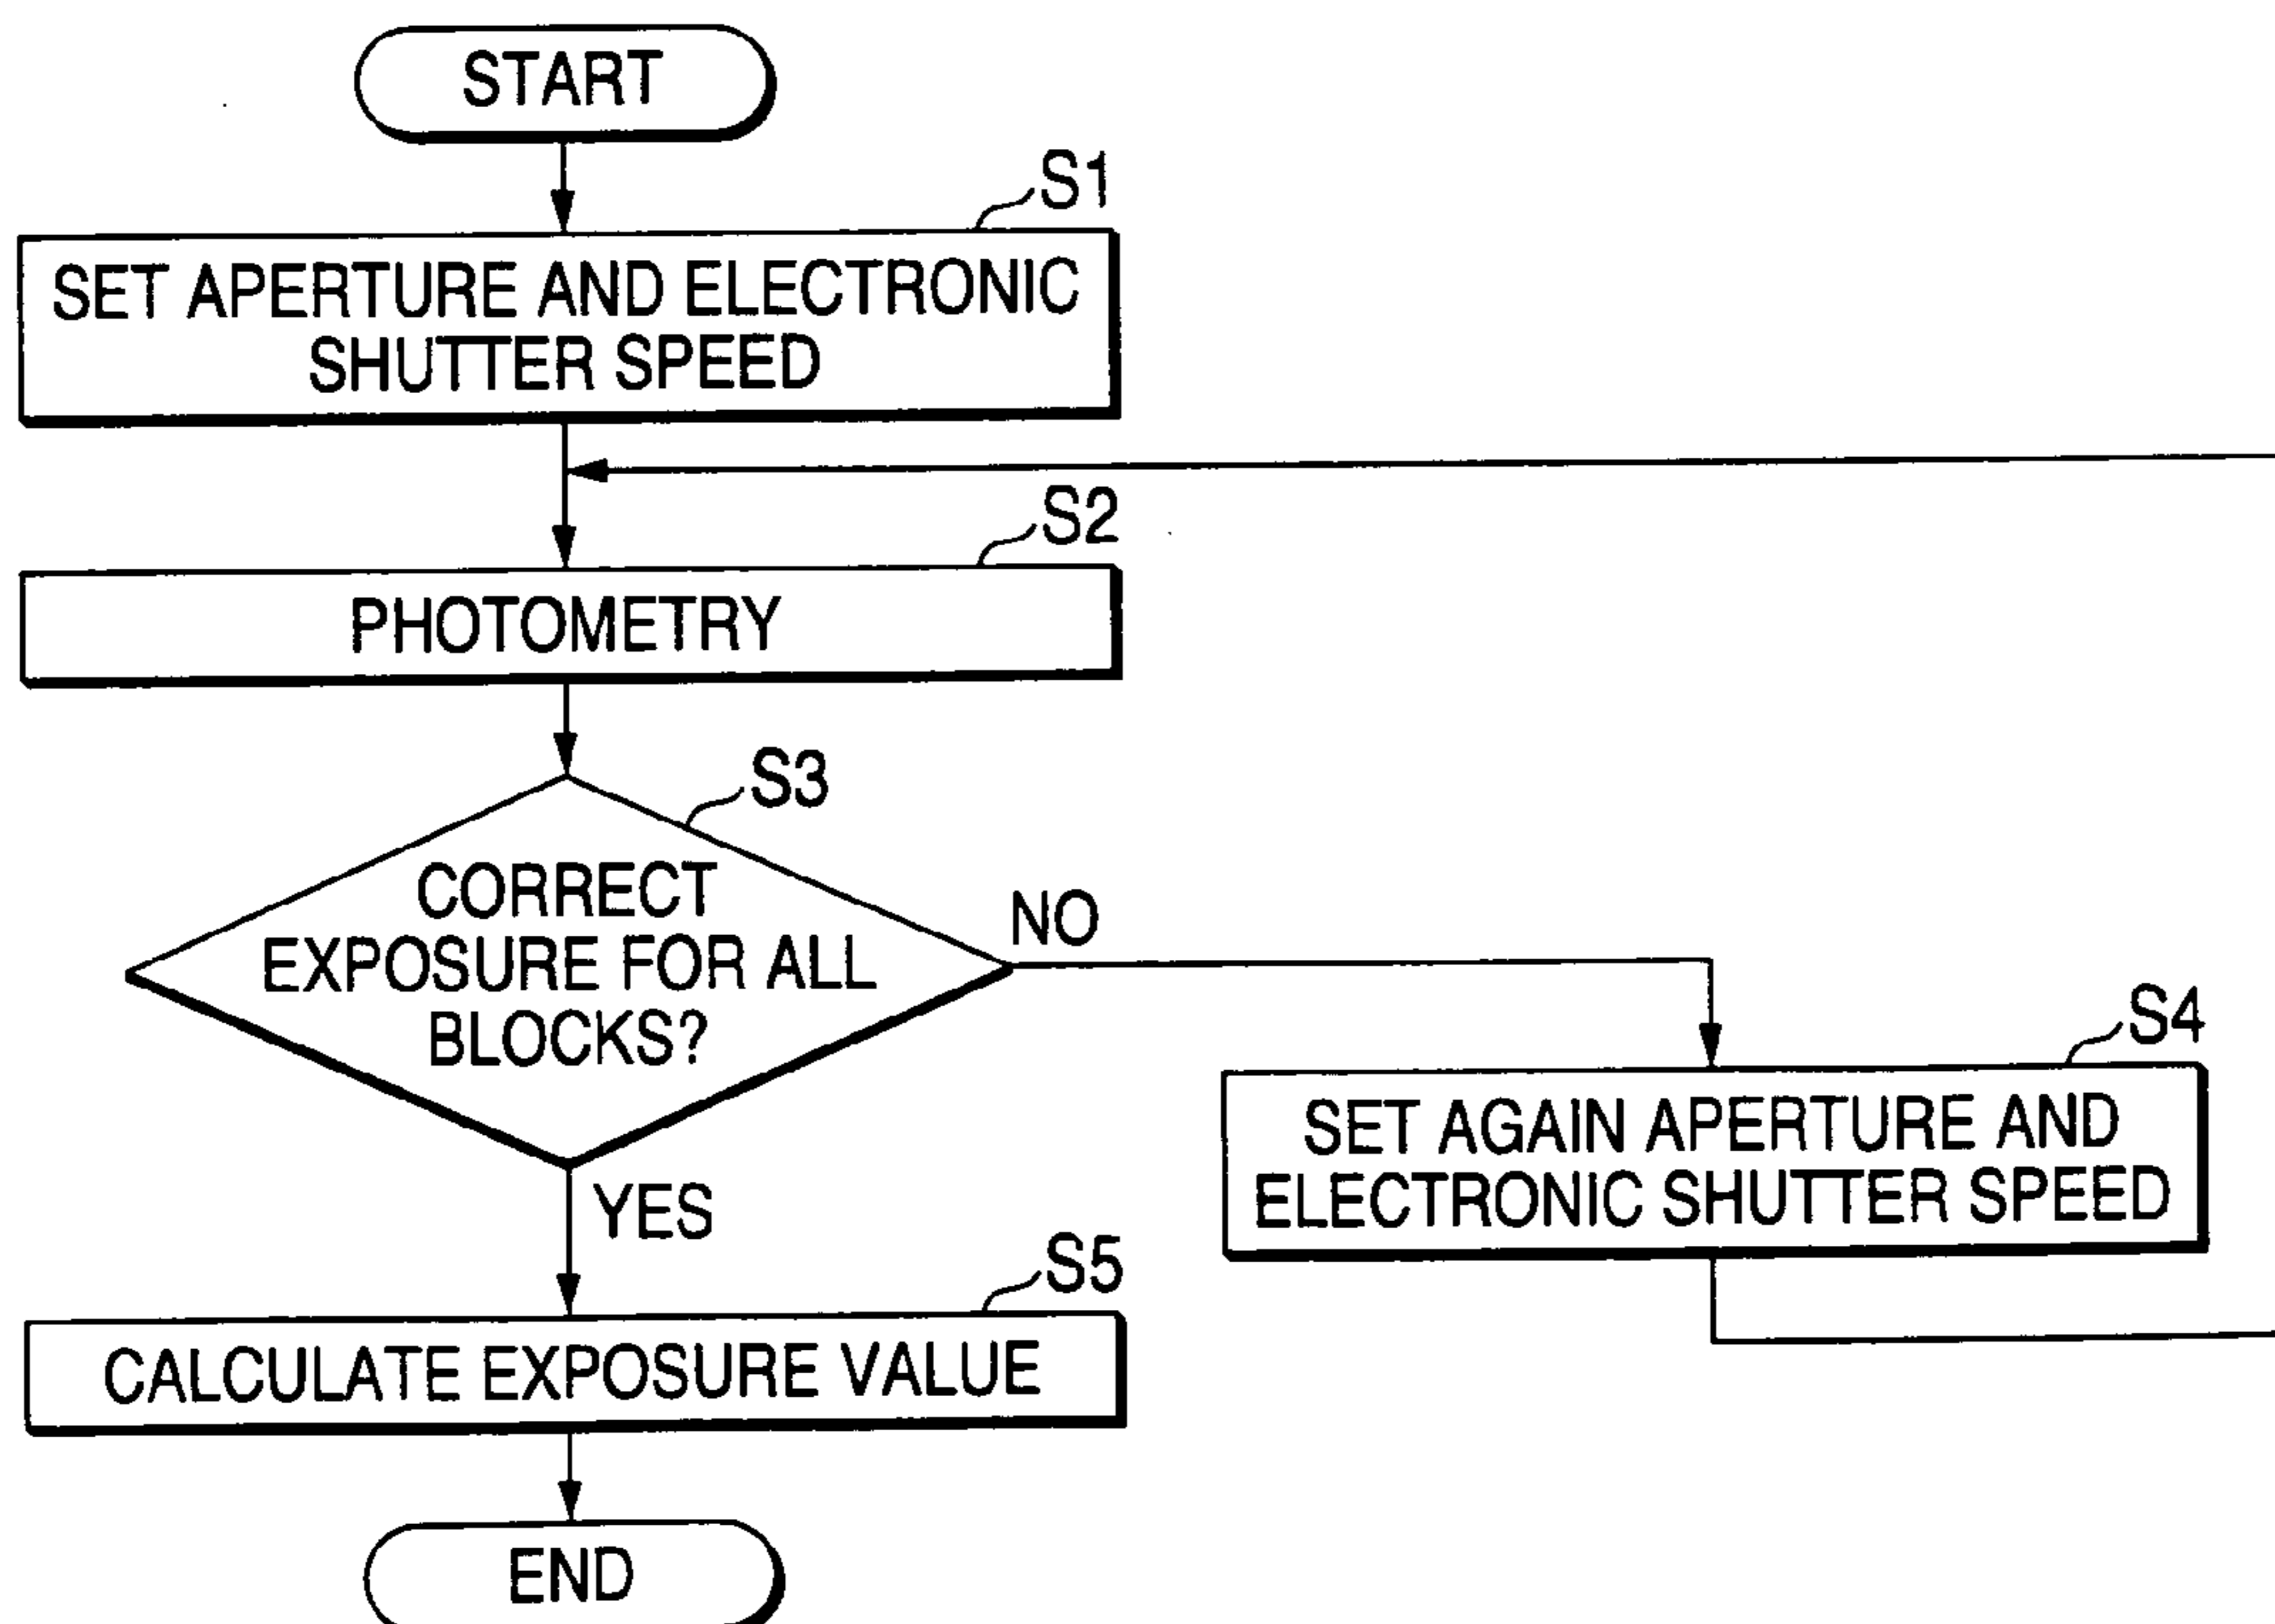 START
S1
SET APERTURE AND ELECTRONIC
SHUTTER SPEED
S2
PHOTOMETRY
S3
CORRECT
EXPOSURE FOR ALL
BLOCKS?
NO
S4
SET AGAIN APERTURE AND
ELECTRONIC SHUTTER SPEED
YES
S5
CALCULATE EXPOSURE VALUE
END